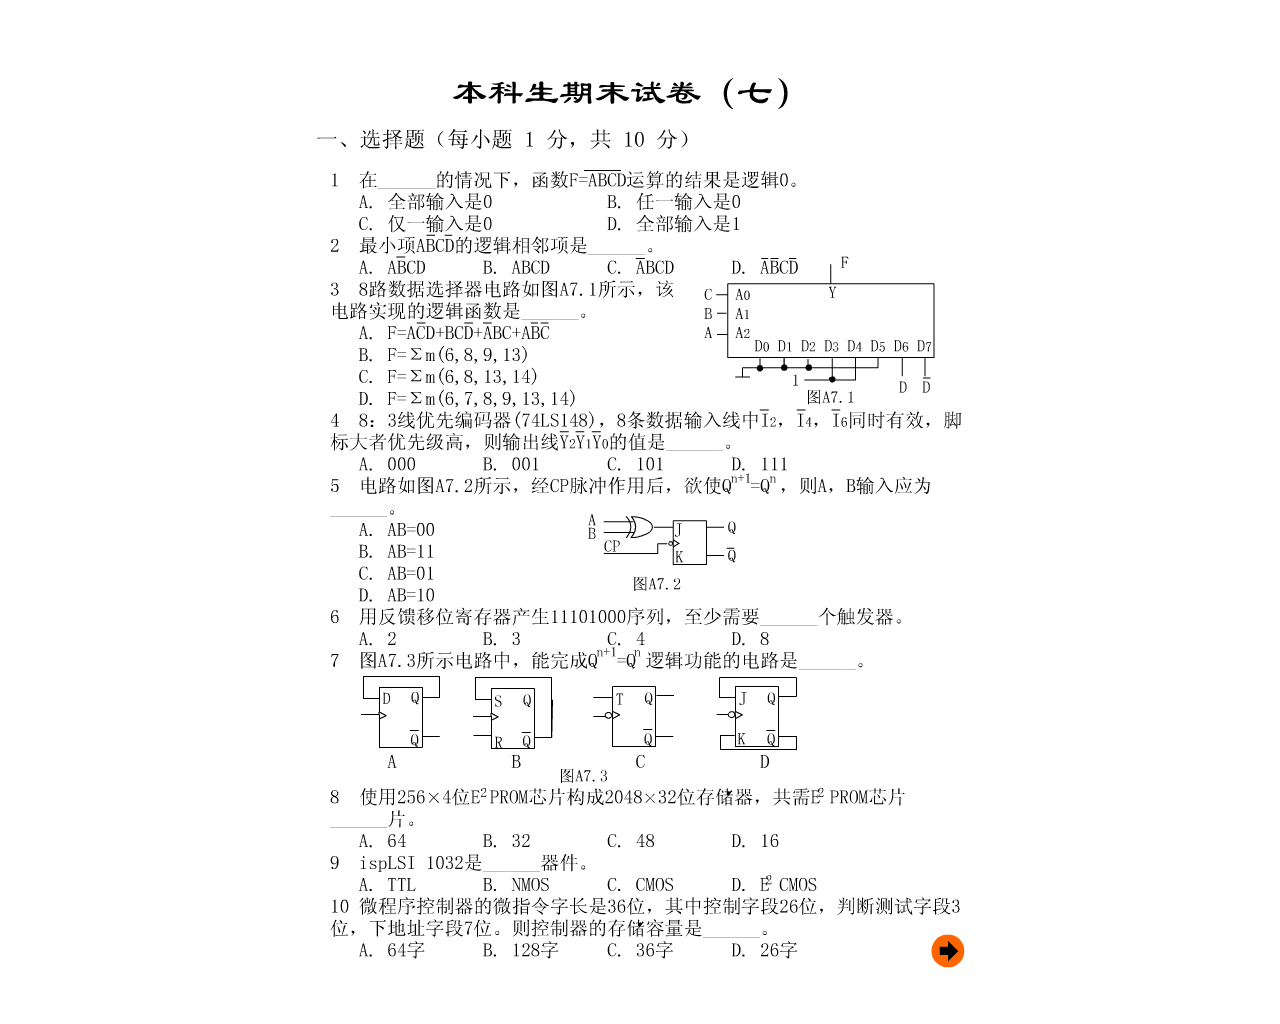 本科生期末试卷（七）
一、选择题（每小题 1 分，共 10 分）
1 在______的情况下，函数F=A̅B̅C̅D̅运算的结果是逻辑0。
A. 全部输入是0 B. 任一输入是0
C. 仅一输入是0 D. 全部输入是1
2 最小项AB̅CD̅的逻辑相邻项是______。
A. AB̅CD B. ABCD C. A̅BCD D. A̅B̅CD̅
3 8路数据选择器电路如图A7.1所示，该
电路实现的逻辑函数是______。
A. F=AC̅D+BCD̅+A̅BC+AB̅C̅
B. F=Σm(6,8,9,13)
C. F=Σm(6,8,13,14)
D. F=Σm(6,7,8,9,13,14)
F
Y
C A0
B A1
A A2
D0 D1 D2 D3 D4 D5 D6 D7
1 D D̅
图A7.1
4 8：3线优先编码器(74LS148)，8条数据输入线中I̅2，I̅4，I̅6同时有效，脚
标大者优先级高，则输出线Y̅2Y̅1Y̅0的值是______。
A. 000 B. 001 C. 101 D. 111
5 电路如图A7.2所示，经CP脉冲作用后，欲使Qⁿ⁺¹=Qⁿ，则A，B输入应为
______。
A. AB=00
B. AB=11
C. AB=01
D. AB=10
A
B
CP
J Q
K Q̅
图A7.2
6 用反馈移位寄存器产生11101000序列，至少需要______个触发器。
A. 2 B. 3 C. 4 D. 8
7 图A7.3所示电路中，能完成Qⁿ⁺¹=Qⁿ 逻辑功能的电路是______。
D Q S Q T Q J Q
Q̅ R Q̅ Q̅ K Q̅
A B C D
图A7.3
8 使用256×4位E²PROM芯片构成2048×32位存储器，共需E²PROM芯片
______片。
A. 64 B. 32 C. 48 D. 16
9 ispLSI 1032是______器件。
A. TTL B. NMOS C. CMOS D. E²CMOS
10 微程序控制器的微指令字长是36位，其中控制字段26位，判断测试字段3
位，下地址字段7位。则控制器的存储容量是______。
A. 64字 B. 128字 C. 36字 D. 26字